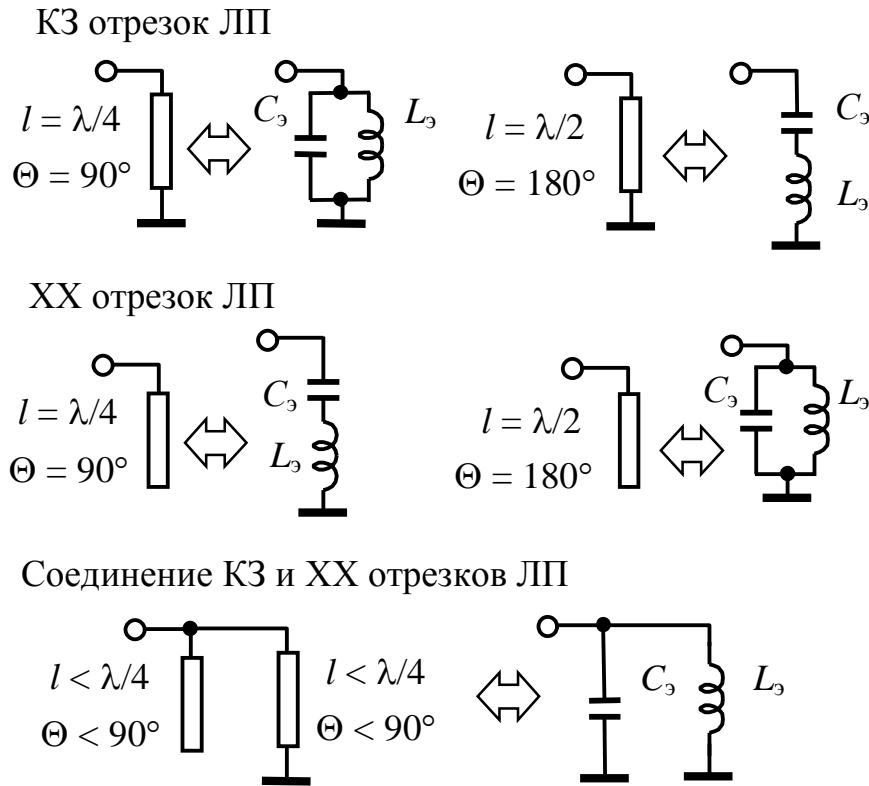 КЗ отрезок ЛП
l = λ/4
Θ = 90°
Cэ
Lэ
l = λ/2
Θ = 180°
Cэ
Lэ
ХХ отрезок ЛП
l = λ/4
Θ = 90°
Cэ
Lэ
l = λ/2
Θ = 180°
Cэ
Lэ
Соединение КЗ и ХХ отрезков ЛП
l < λ/4
Θ < 90°
l < λ/4
Θ < 90°
Cэ
Lэ